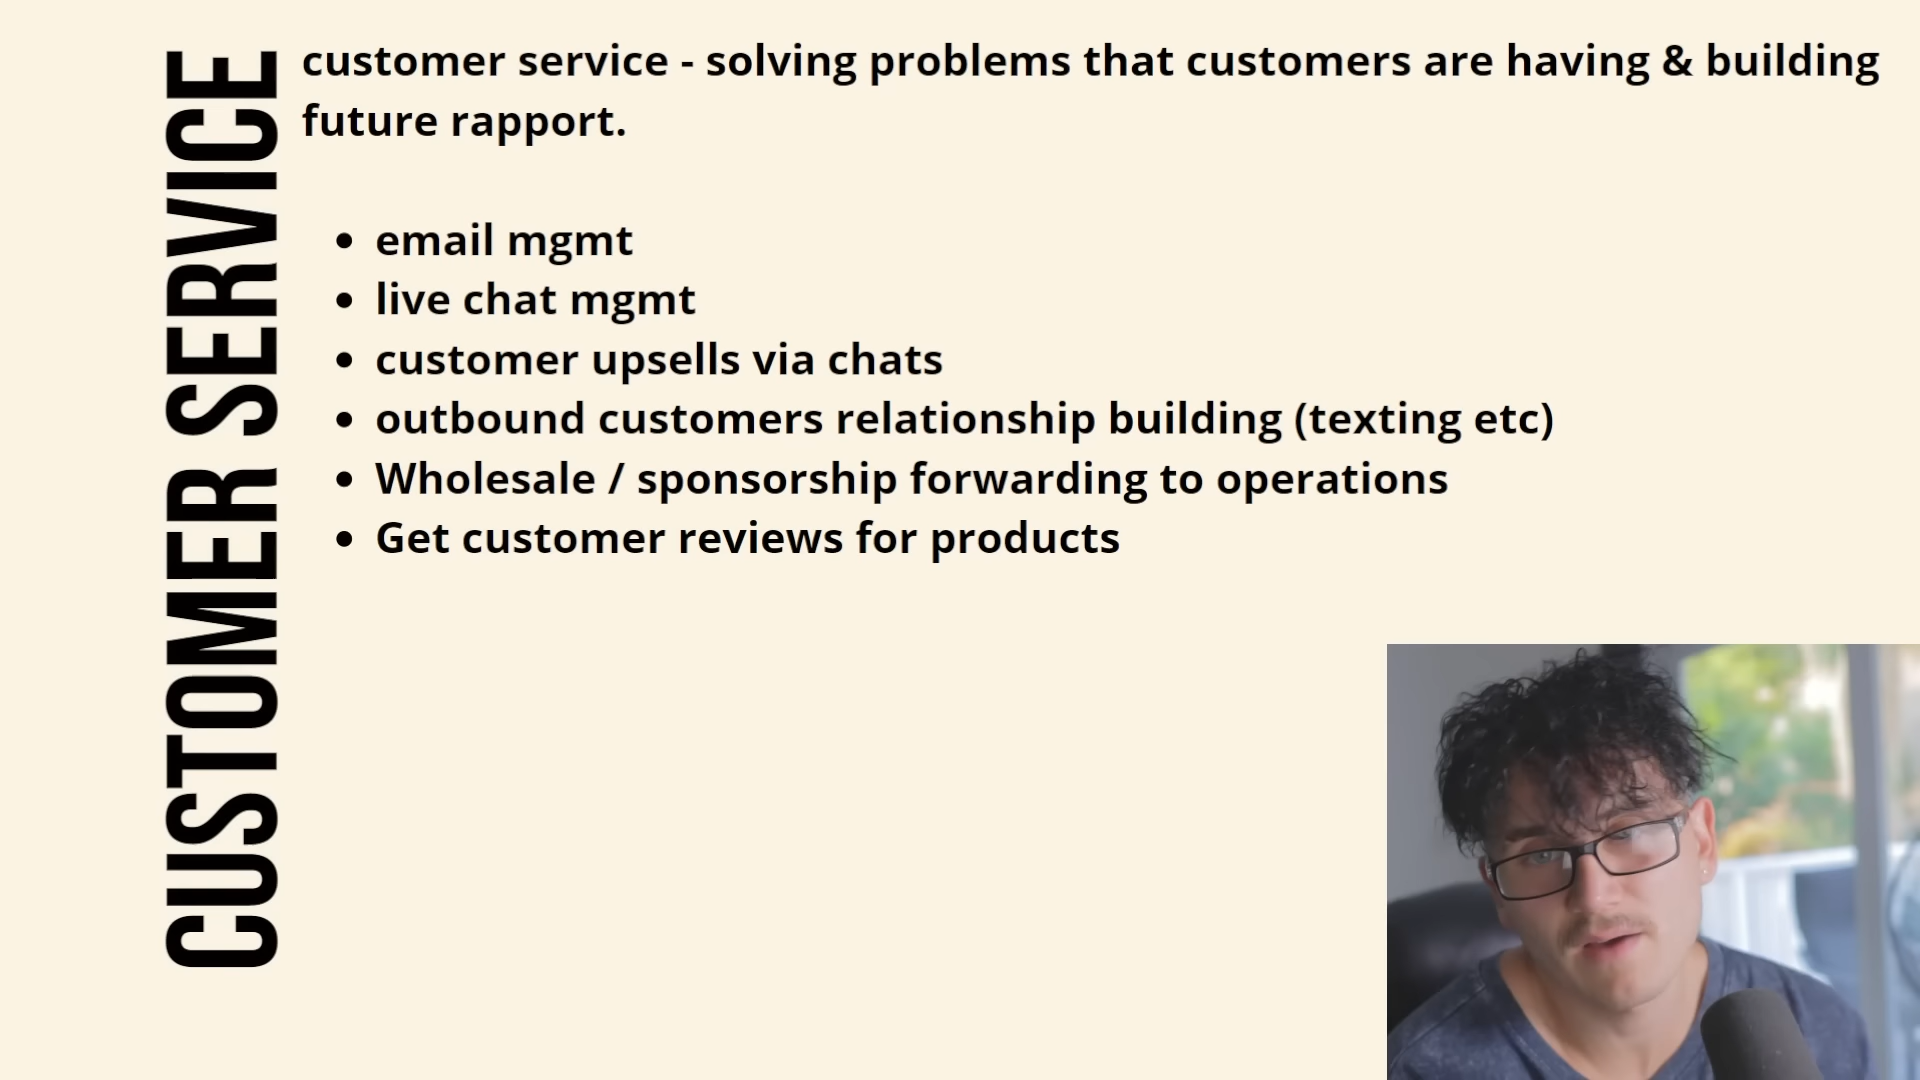 CUSTOMER SERVICE
customer service - solving problems that customers are having & building
future rapport.
• email mgmt
• live chat mgmt
• customer upsells via chats
• outbound customers relationship building (texting etc)
• Wholesale / sponsorship forwarding to operations
• Get customer reviews for products